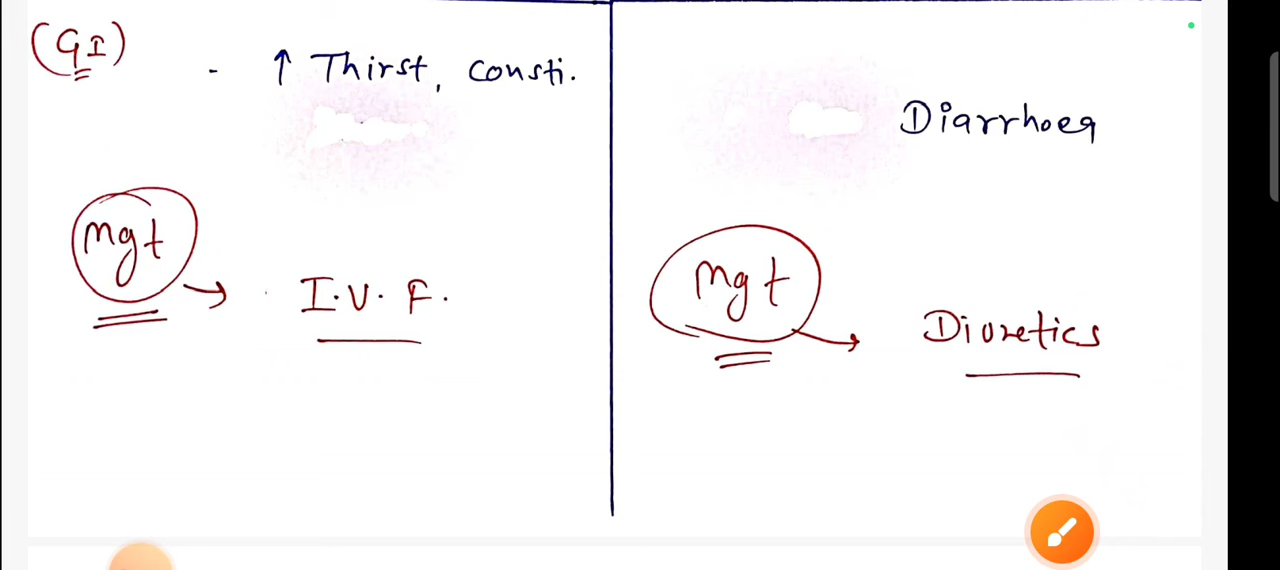 (GI)
- ↑ Thirst, Consti.
Diarrhoea
Mgt → I.V. F.
Mgt → Diuretics